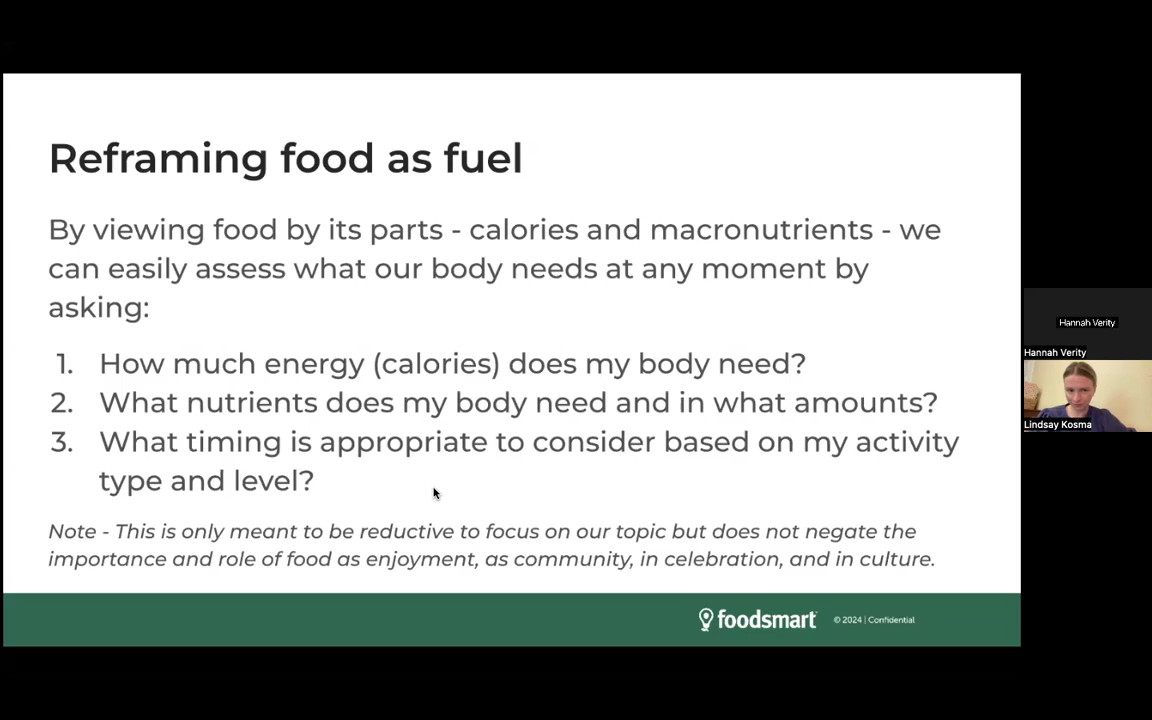 Reframing food as fuel
By viewing food by its parts - calories and macronutrients - we
can easily assess what our body needs at any moment by
asking:
1. How much energy (calories) does my body need?
2. What nutrients does my body need and in what amounts?
3. What timing is appropriate to consider based on my activity
type and level?
Note - This is only meant to be reductive to focus on our topic but does not negate the
importance and role of food as enjoyment, as community, in celebration, and in culture.
foodsmart © 2024 | Confidential
Hannah Verity
Hannah Verity
Lindsay Kosma